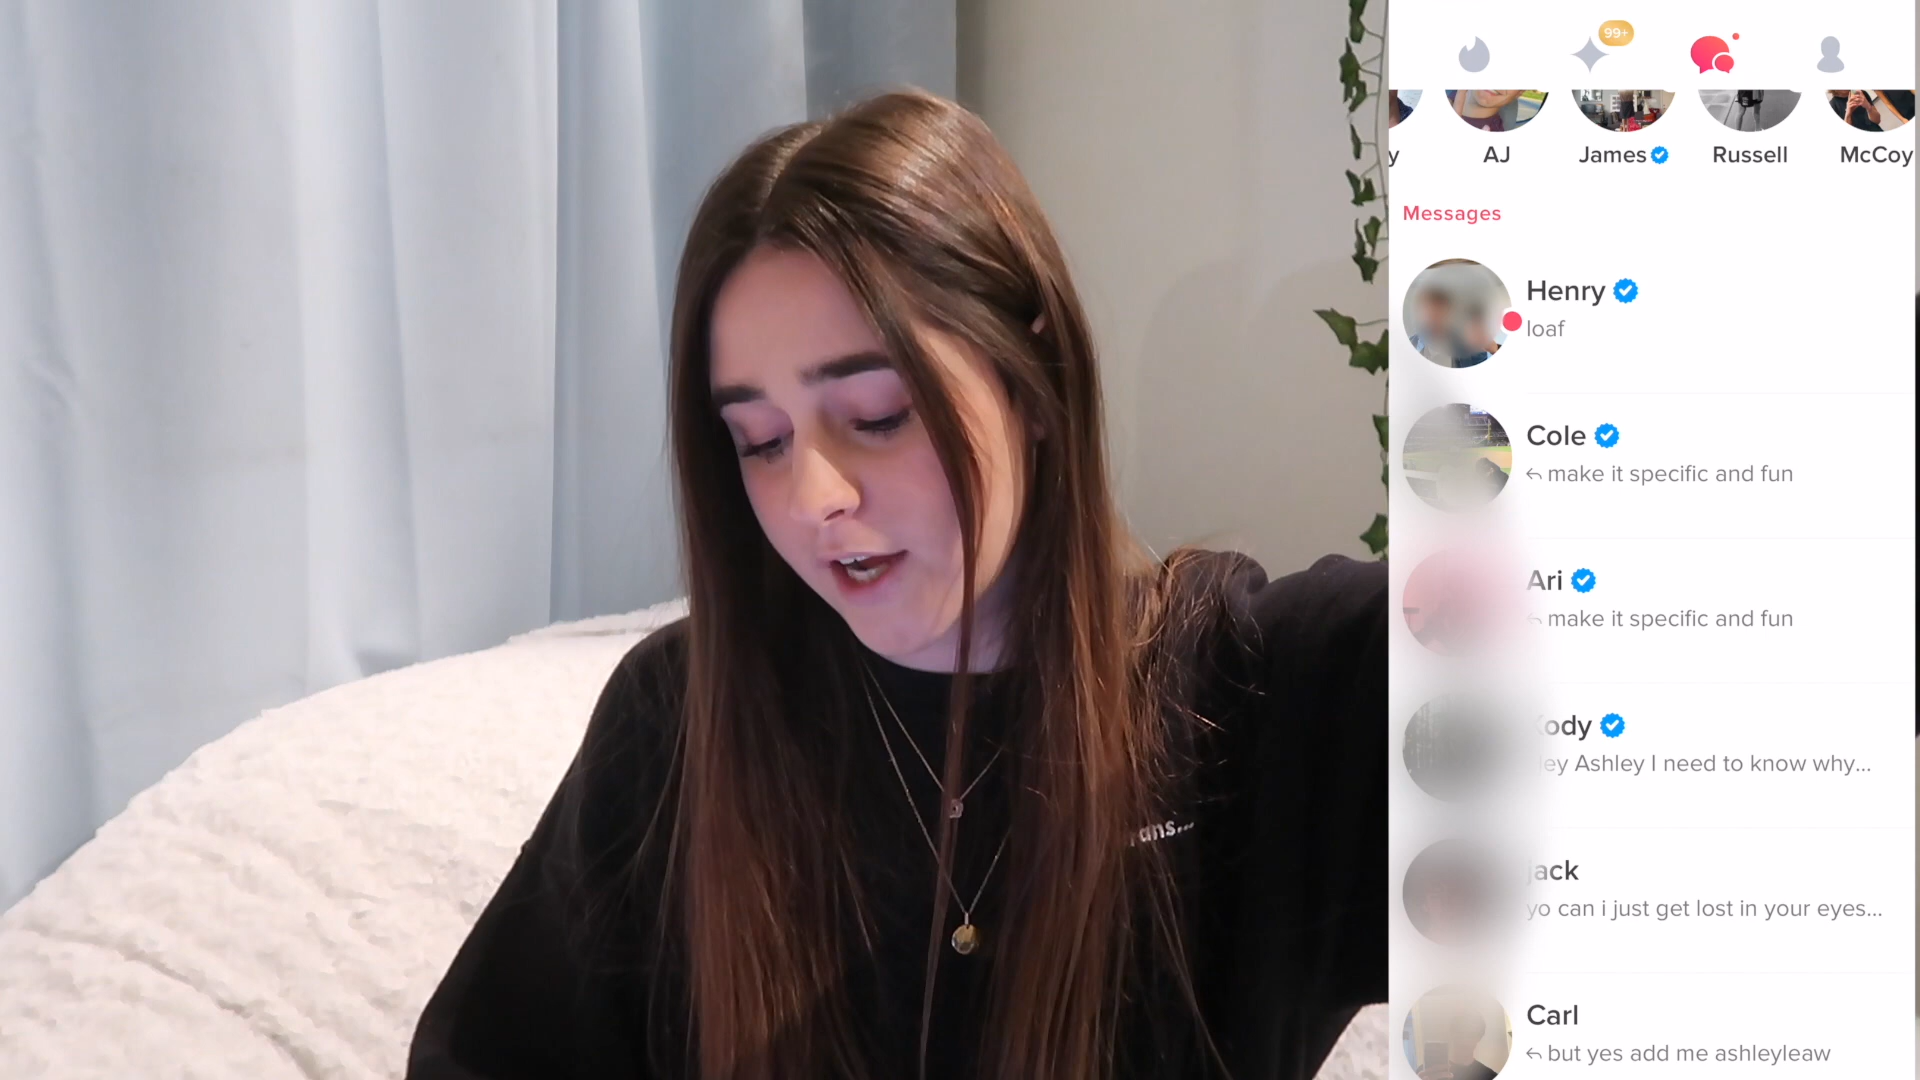 99+
y
AJ
James
Russell
McCoy
Messages
Henry
loaf
Cole
make it specific and fun
Ari
make it specific and fun
ody
ey Ashley I need to know why...
jack
yo can i just get lost in your eyes...
Carl
but yes add me ashleyleaw
ans...